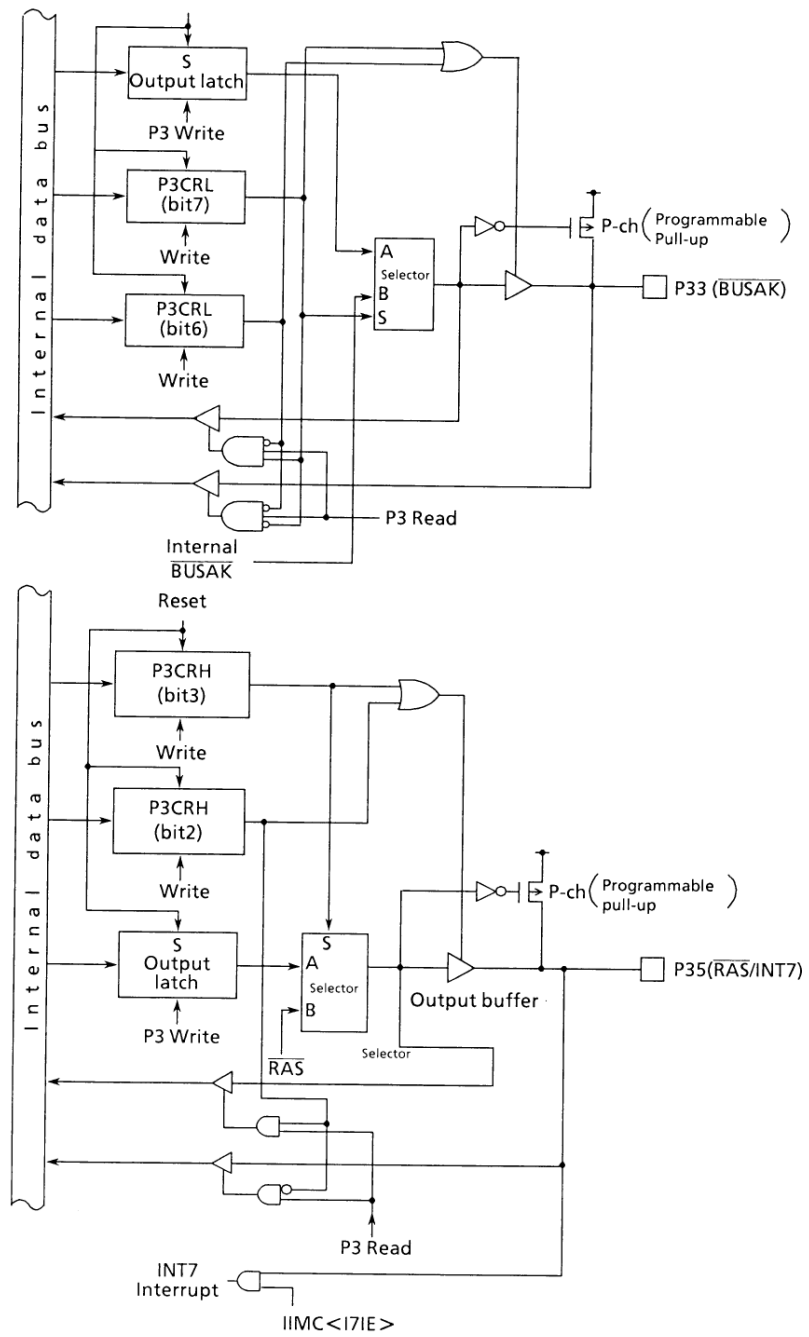 Internal data bus
S
Output latch
P3 Write
P3CRL
(bit7)
Write
P3CRL
(bit6)
Write
A
Selector
B
S
P-ch ( Programmable
Pull-up )
P33 (BUSAK)
P3 Read
Internal
BUSAK
Reset
Internal data bus
P3CRH
(bit3)
Write
P3CRH
(bit2)
Write
S
Output
latch
P3 Write
S
A
Selector
B
RAS
Selector
Output buffer
P-ch ( Programmable
pull-up )
P35(RAS/INT7)
P3 Read
INT7
Interrupt
IIMC<I7IE>